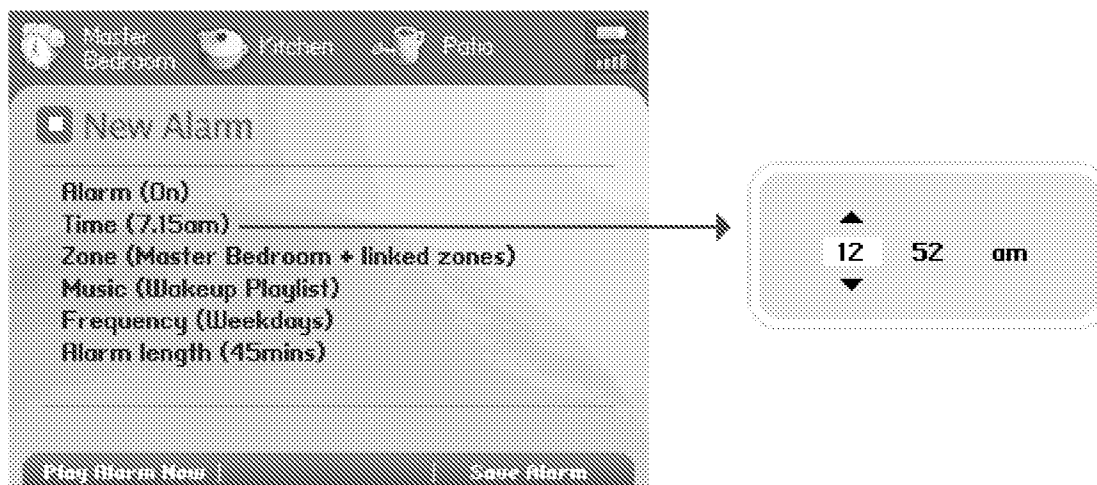 Master
Bedroom
Kitchen
Patio
New Alarm
Alarm (On)
Time (7.15am)
Zone (Master Bedroom + linked zones)
Music (Wakeup Playlist)
Frequency (Weekdays)
Alarm length (45mins)
12 52 am
Play Alarm Now
Save Alarm